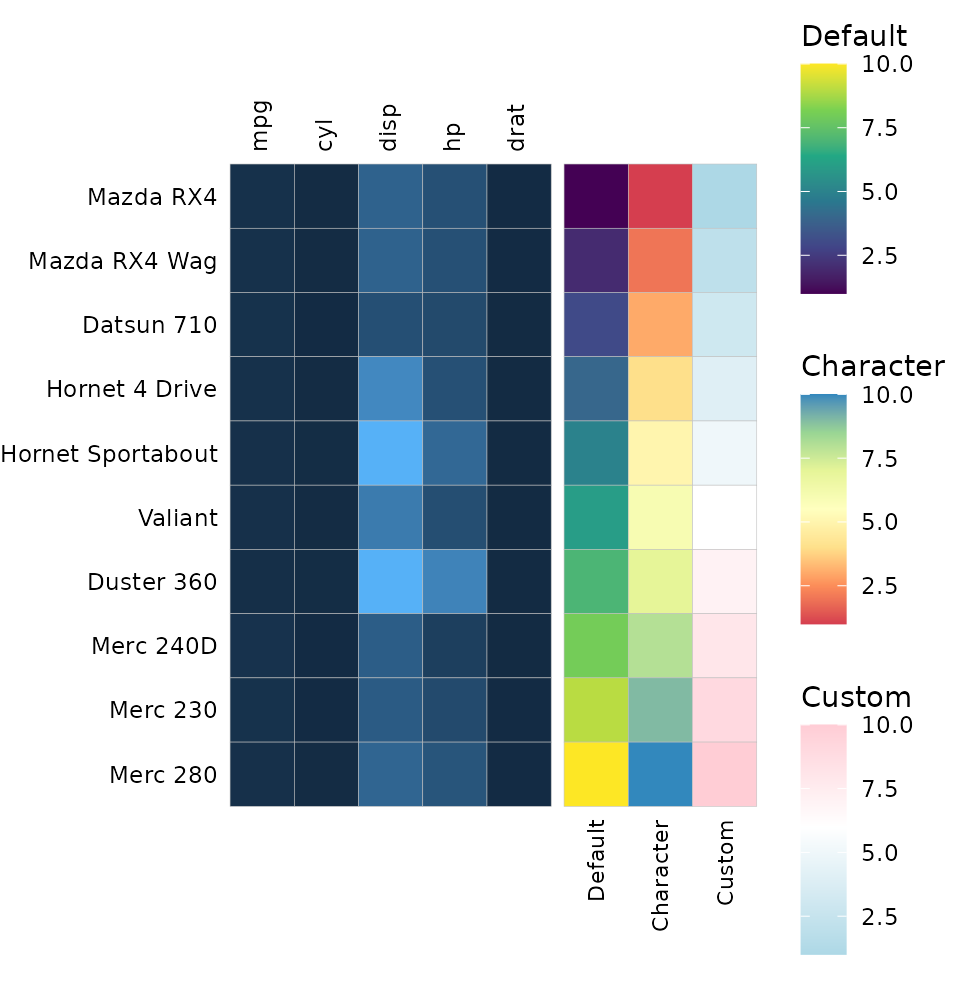 mpg cyl disp hp drat
Mazda RX4
Mazda RX4 Wag
Datsun 710
Hornet 4 Drive
Hornet Sportabout
Valiant
Duster 360
Merc 240D
Merc 230
Merc 280
Default Character Custom
Default
10.0
7.5
5.0
2.5
Character
10.0
7.5
5.0
2.5
Custom
10.0
7.5
5.0
2.5